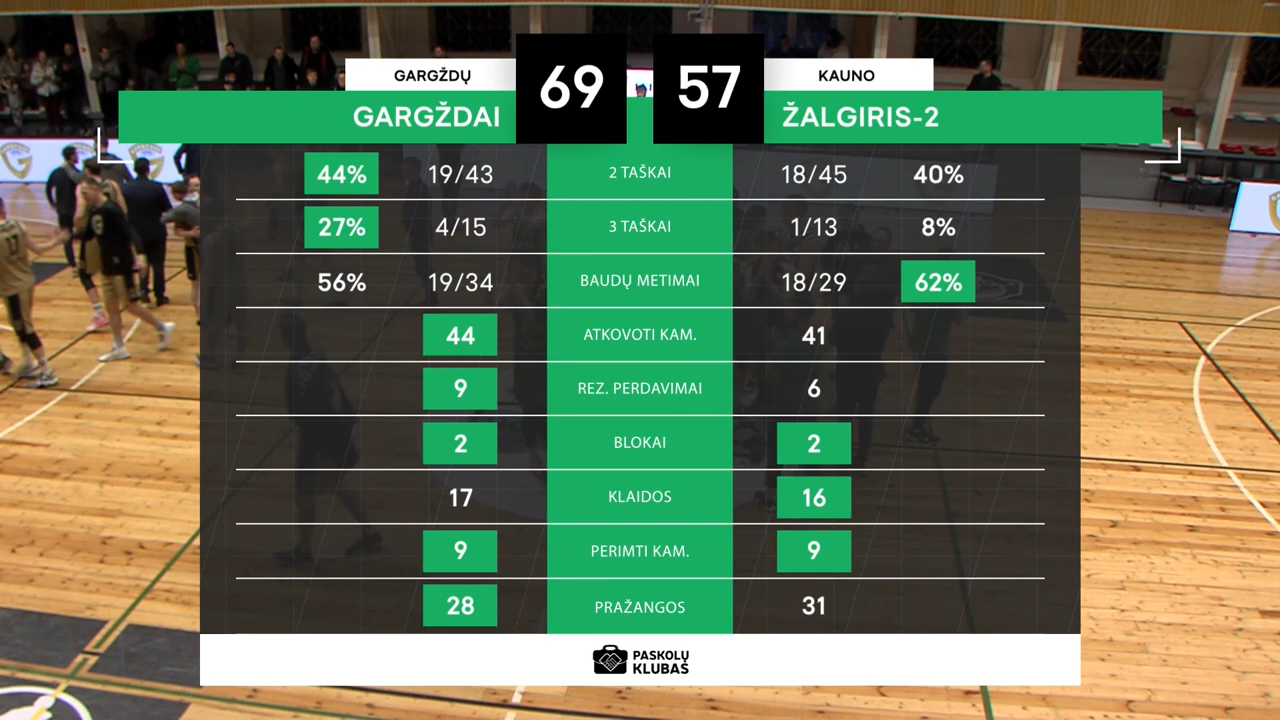 GARGŽDŲ 69 57 KAUNO
GARGŽDAI ŽALGIRIS-2
44% 19/43 2 TAŠKAI 18/45 40%
27% 4/15 3 TAŠKAI 1/13 8%
56% 19/34 BAUDŲ METIMAI 18/29 62%
44 ATKOVOTI KAM. 41
9 REZ. PERDAVIMAI 6
2 BLOKAI 2
17 KLAIDOS 16
9 PERIMTI KAM. 9
28 PRAŽANGOS 31
PASKOLŲ
KLUBAS